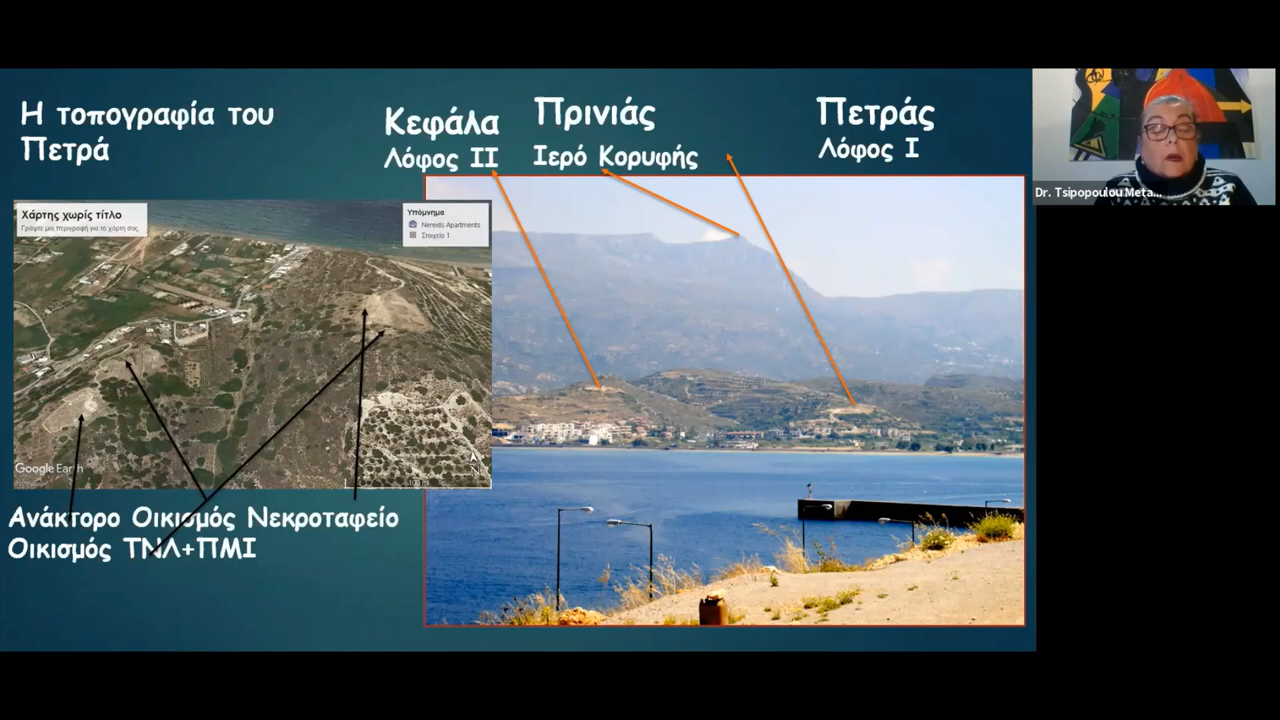 Η τοπογραφία του
Πετρά
Κεφάλα
Λόφος ΙΙ
Πρινιάς
Ιερό Κορυφής
Πετράς
Λόφος Ι
Dr. Tsipopoulou Meta...
Χάρτης χωρίς τίτλο
Γράψτε μια περιγραφή για το χάρτη σας.
Υπόμνημα
Nereids Apartments
Στοιχείο 1
Google Earth
Ανάκτορο Οικισμός Νεκροταφείο
Οικισμός ΤΝΛ+ΠΜΙ